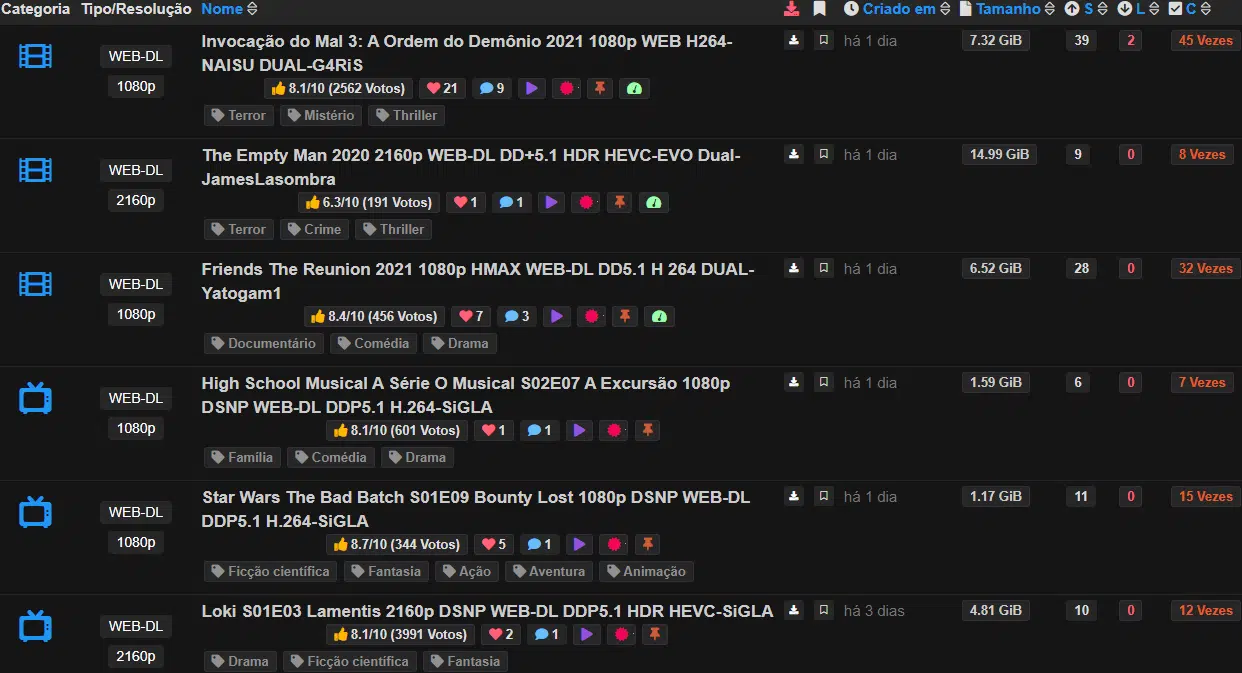 Categoria Tipo/Resolução Nome Criado em Tamanho S L C
WEB-DL
1080p
Invocação do Mal 3: A Ordem do Demônio 2021 1080p WEB H264-
NAISU DUAL-G4RiS
há 1 dia 7.32 GiB 39 2 45 Vezes
8.1/10 (2562 Votos) 21 9
Terror Mistério Thriller
WEB-DL
2160p
The Empty Man 2020 2160p WEB-DL DD+5.1 HDR HEVC-EVO Dual-
JamesLasombra
há 1 dia 14.99 GiB 9 0 8 Vezes
6.3/10 (191 Votos) 1 1
Terror Crime Thriller
WEB-DL
1080p
Friends The Reunion 2021 1080p HMAX WEB-DL DD5.1 H 264 DUAL-
Yatogam1
há 1 dia 6.52 GiB 28 0 32 Vezes
8.4/10 (456 Votos) 7 3
Documentário Comédia Drama
WEB-DL
1080p
High School Musical A Série O Musical S02E07 A Excursão 1080p
DSNP WEB-DL DDP5.1 H.264-SiGLA
há 1 dia 1.59 GiB 6 0 7 Vezes
8.1/10 (601 Votos) 1 1
Família Comédia Drama
WEB-DL
1080p
Star Wars The Bad Batch S01E09 Bounty Lost 1080p DSNP WEB-DL
DDP5.1 H.264-SiGLA
há 1 dia 1.17 GiB 11 0 15 Vezes
8.7/10 (344 Votos) 5 1
Ficção científica Fantasia Ação Aventura Animação
WEB-DL
2160p
Loki S01E03 Lamentis 2160p DSNP WEB-DL DDP5.1 HDR HEVC-SiGLA
há 3 dias 4.81 GiB 10 0 12 Vezes
8.1/10 (3991 Votos) 2 1
Drama Ficção científica Fantasia